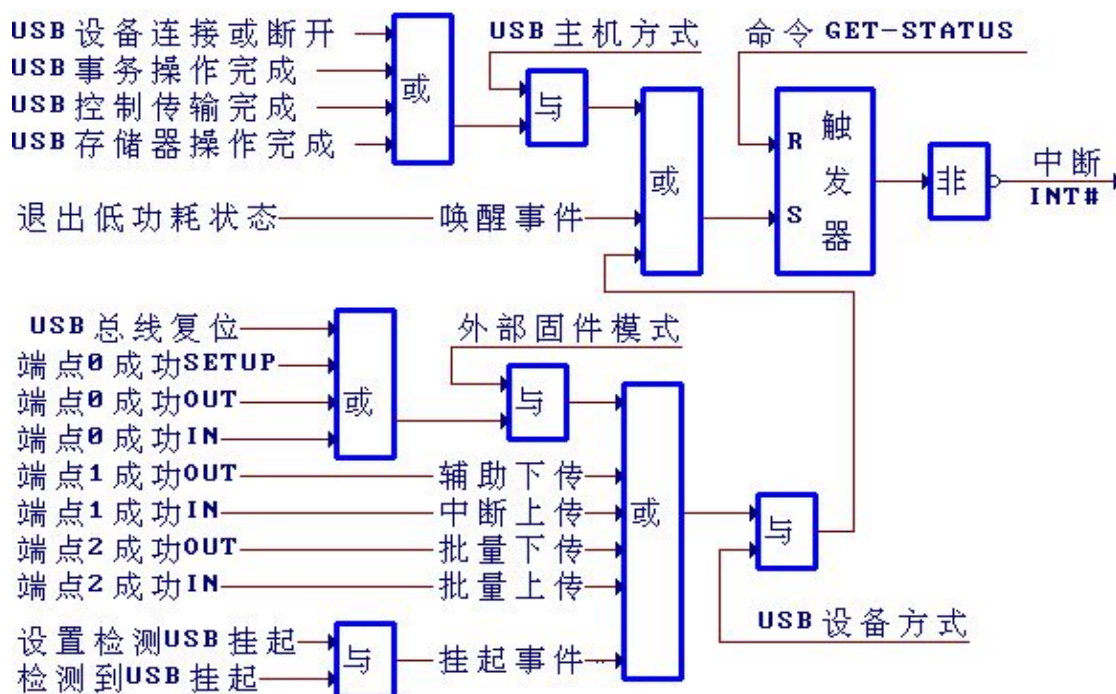 USB设备连接或断开
USB事务操作完成
USB控制传输完成
USB存储器操作完成
或
USB主机方式
与
命令GET-STATUS
或
R
S
触发器
非
中断
INT#
退出低功耗状态
唤醒事件
USB总线复位
端点0成功SETUP
端点0成功OUT
端点0成功IN
或
外部固件模式
与
端点1成功OUT
辅助下传
端点1成功IN
中断上传
端点2成功OUT
批量下传
端点2成功IN
批量上传
或
与
USB设备方式
设置检测USB挂起
检测到USB挂起
与
挂起事件